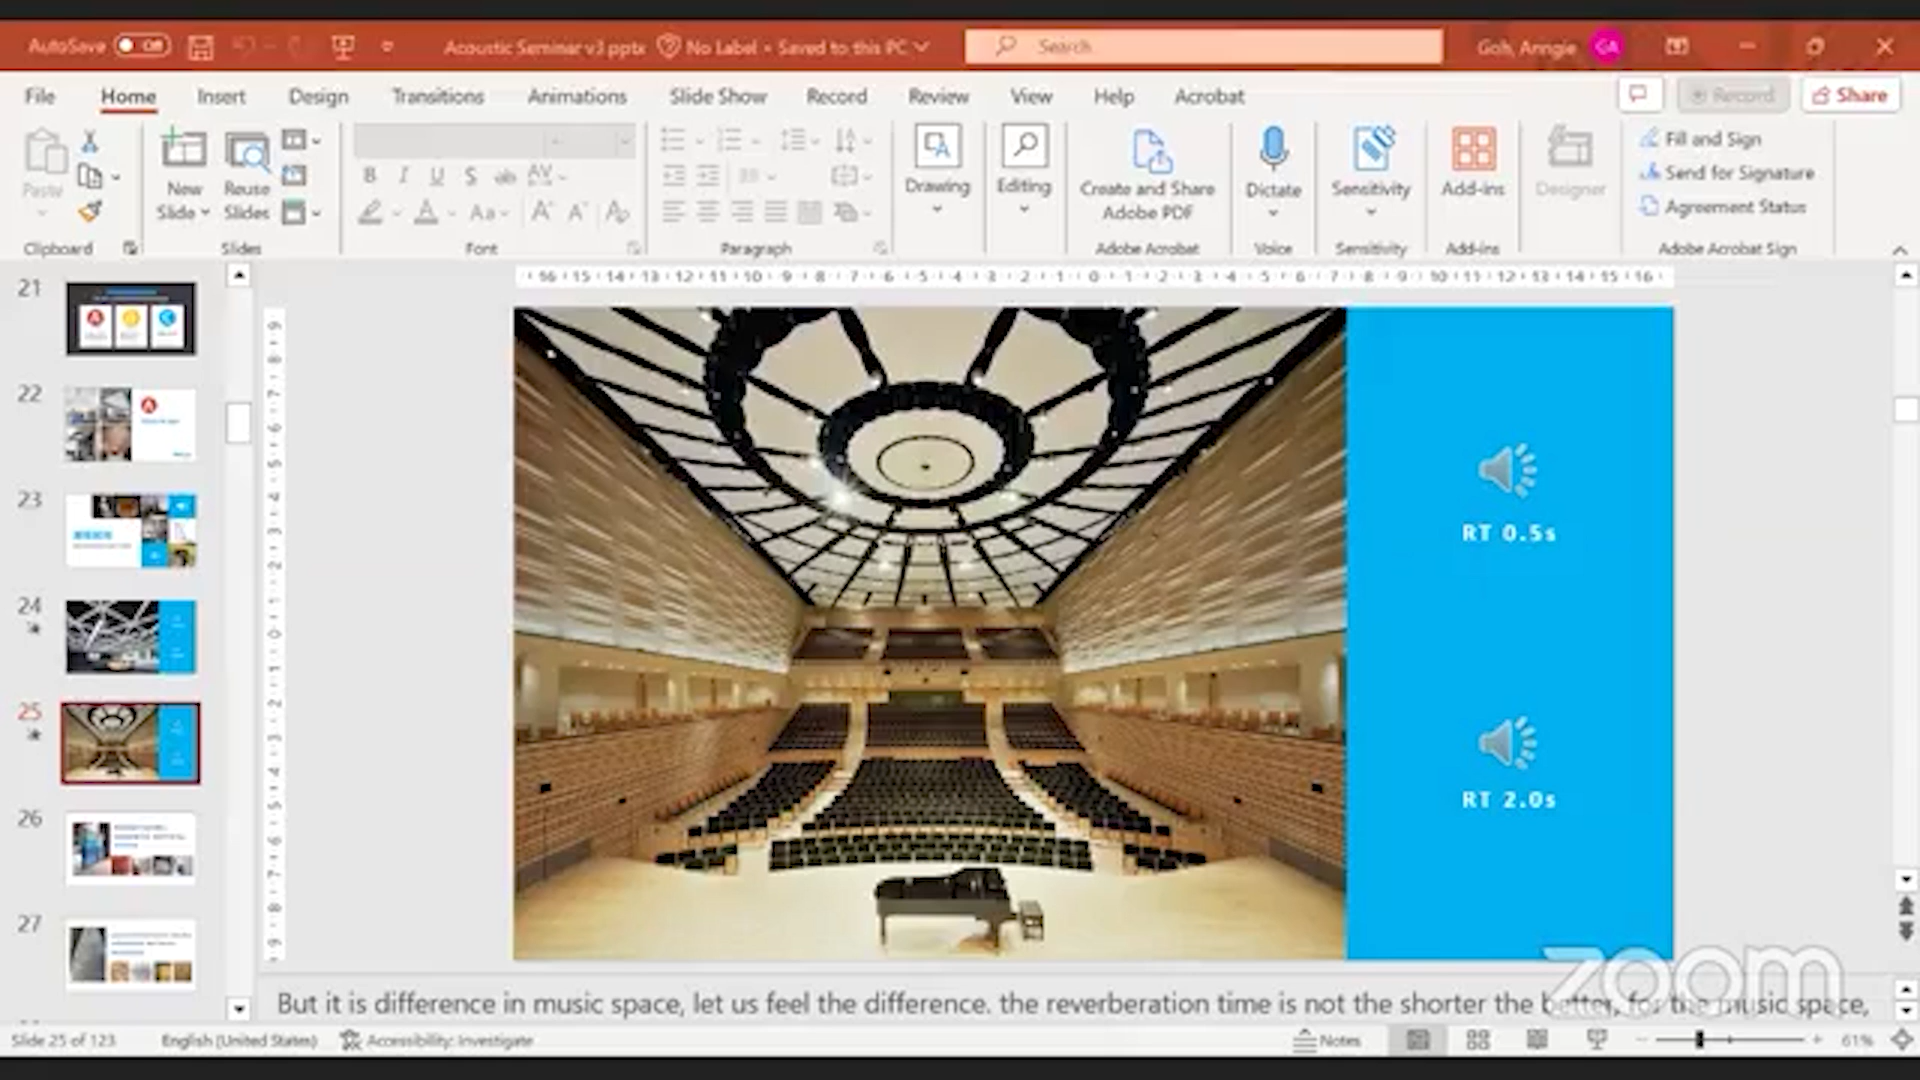 AutoSave Off Acoustic Seminar v3.pptx No Label • Saved to this PC Search Goh, Anngie GA
File Home Insert Design Transitions Animations Slide Show Record Review View Help Acrobat Record Share
Paste New Slide Reuse Slides Drawing Editing Create and Share Adobe PDF Dictate Sensitivity Add-ins Designer
Fill and Sign
Send for Signature
Agreement Status
Clipboard Slides Font Paragraph Adobe Acrobat Voice Sensitivity Add-ins Adobe Acrobat Sign
21
22
23
24
25
26
27
RT 0.5s
RT 2.0s
zoom
But it is difference in music space, let us feel the difference. the reverberation time is not the shorter the better, for the music space,
Slide 25 of 123 English (United States) Accessibility: Investigate Notes 61%